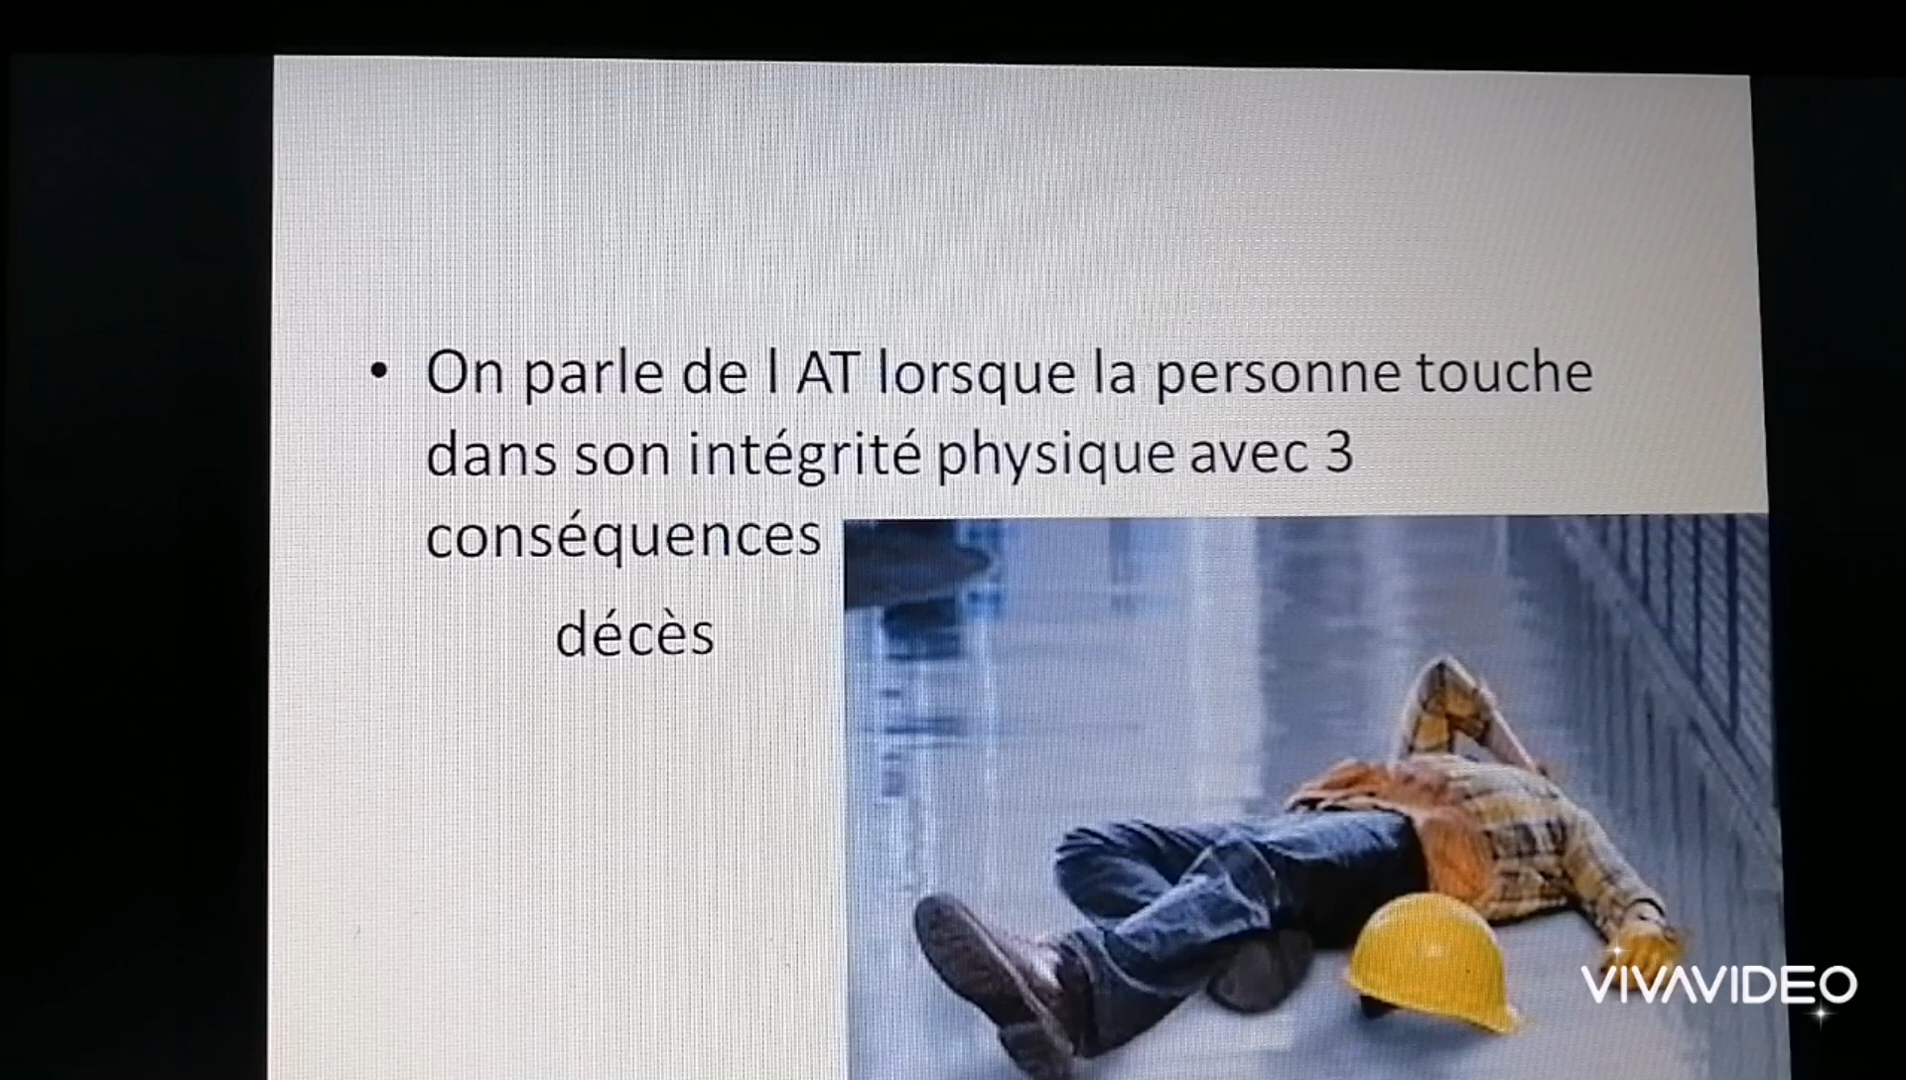 • On parle de l AT lorsque la personne touche
dans son intégrité physique avec 3
conséquences
décès
VIVAVIDEO